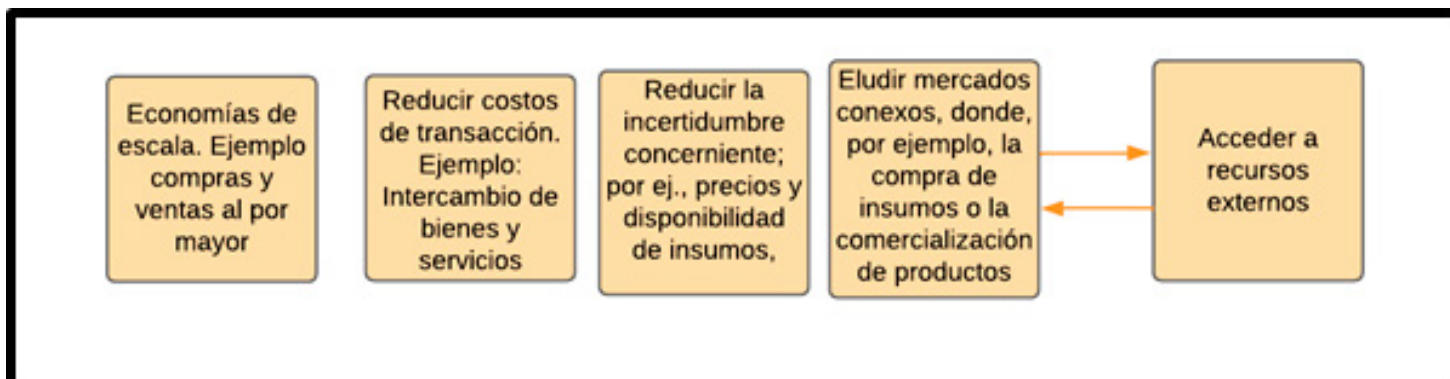 Economías de
escala. Ejemplo
compras y
ventas al por
mayor
Reducir costos
de transacción.
Ejemplo:
Intercambio de
bienes y
servicios
Reducir la
incertidumbre
concerniente;
por ej., precios y
disponibilidad
de insumos,
Eludir mercados
conexos, donde,
por ejemplo, la
compra de
insumos o la
comercialización
de productos
Acceder a
recursos
externos